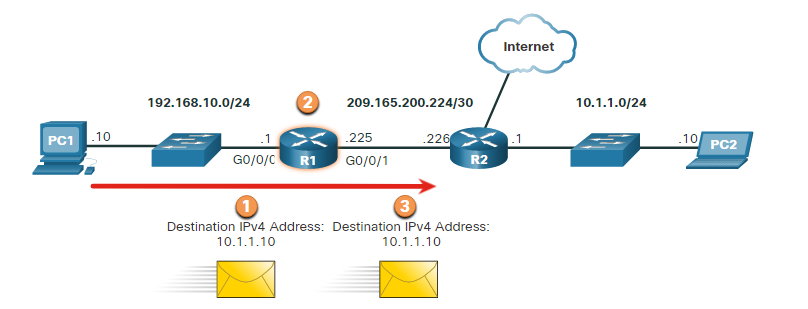 Internet
192.168.10.0/24
2
209.165.200.224/30
10.1.1.0/24
PC1
.10
.1
R1
.225
.226
R2
.1
.10
PC2
G0/0/0
G0/0/1
1
3
Destination IPv4 Address:
10.1.1.10
Destination IPv4 Address:
10.1.1.10